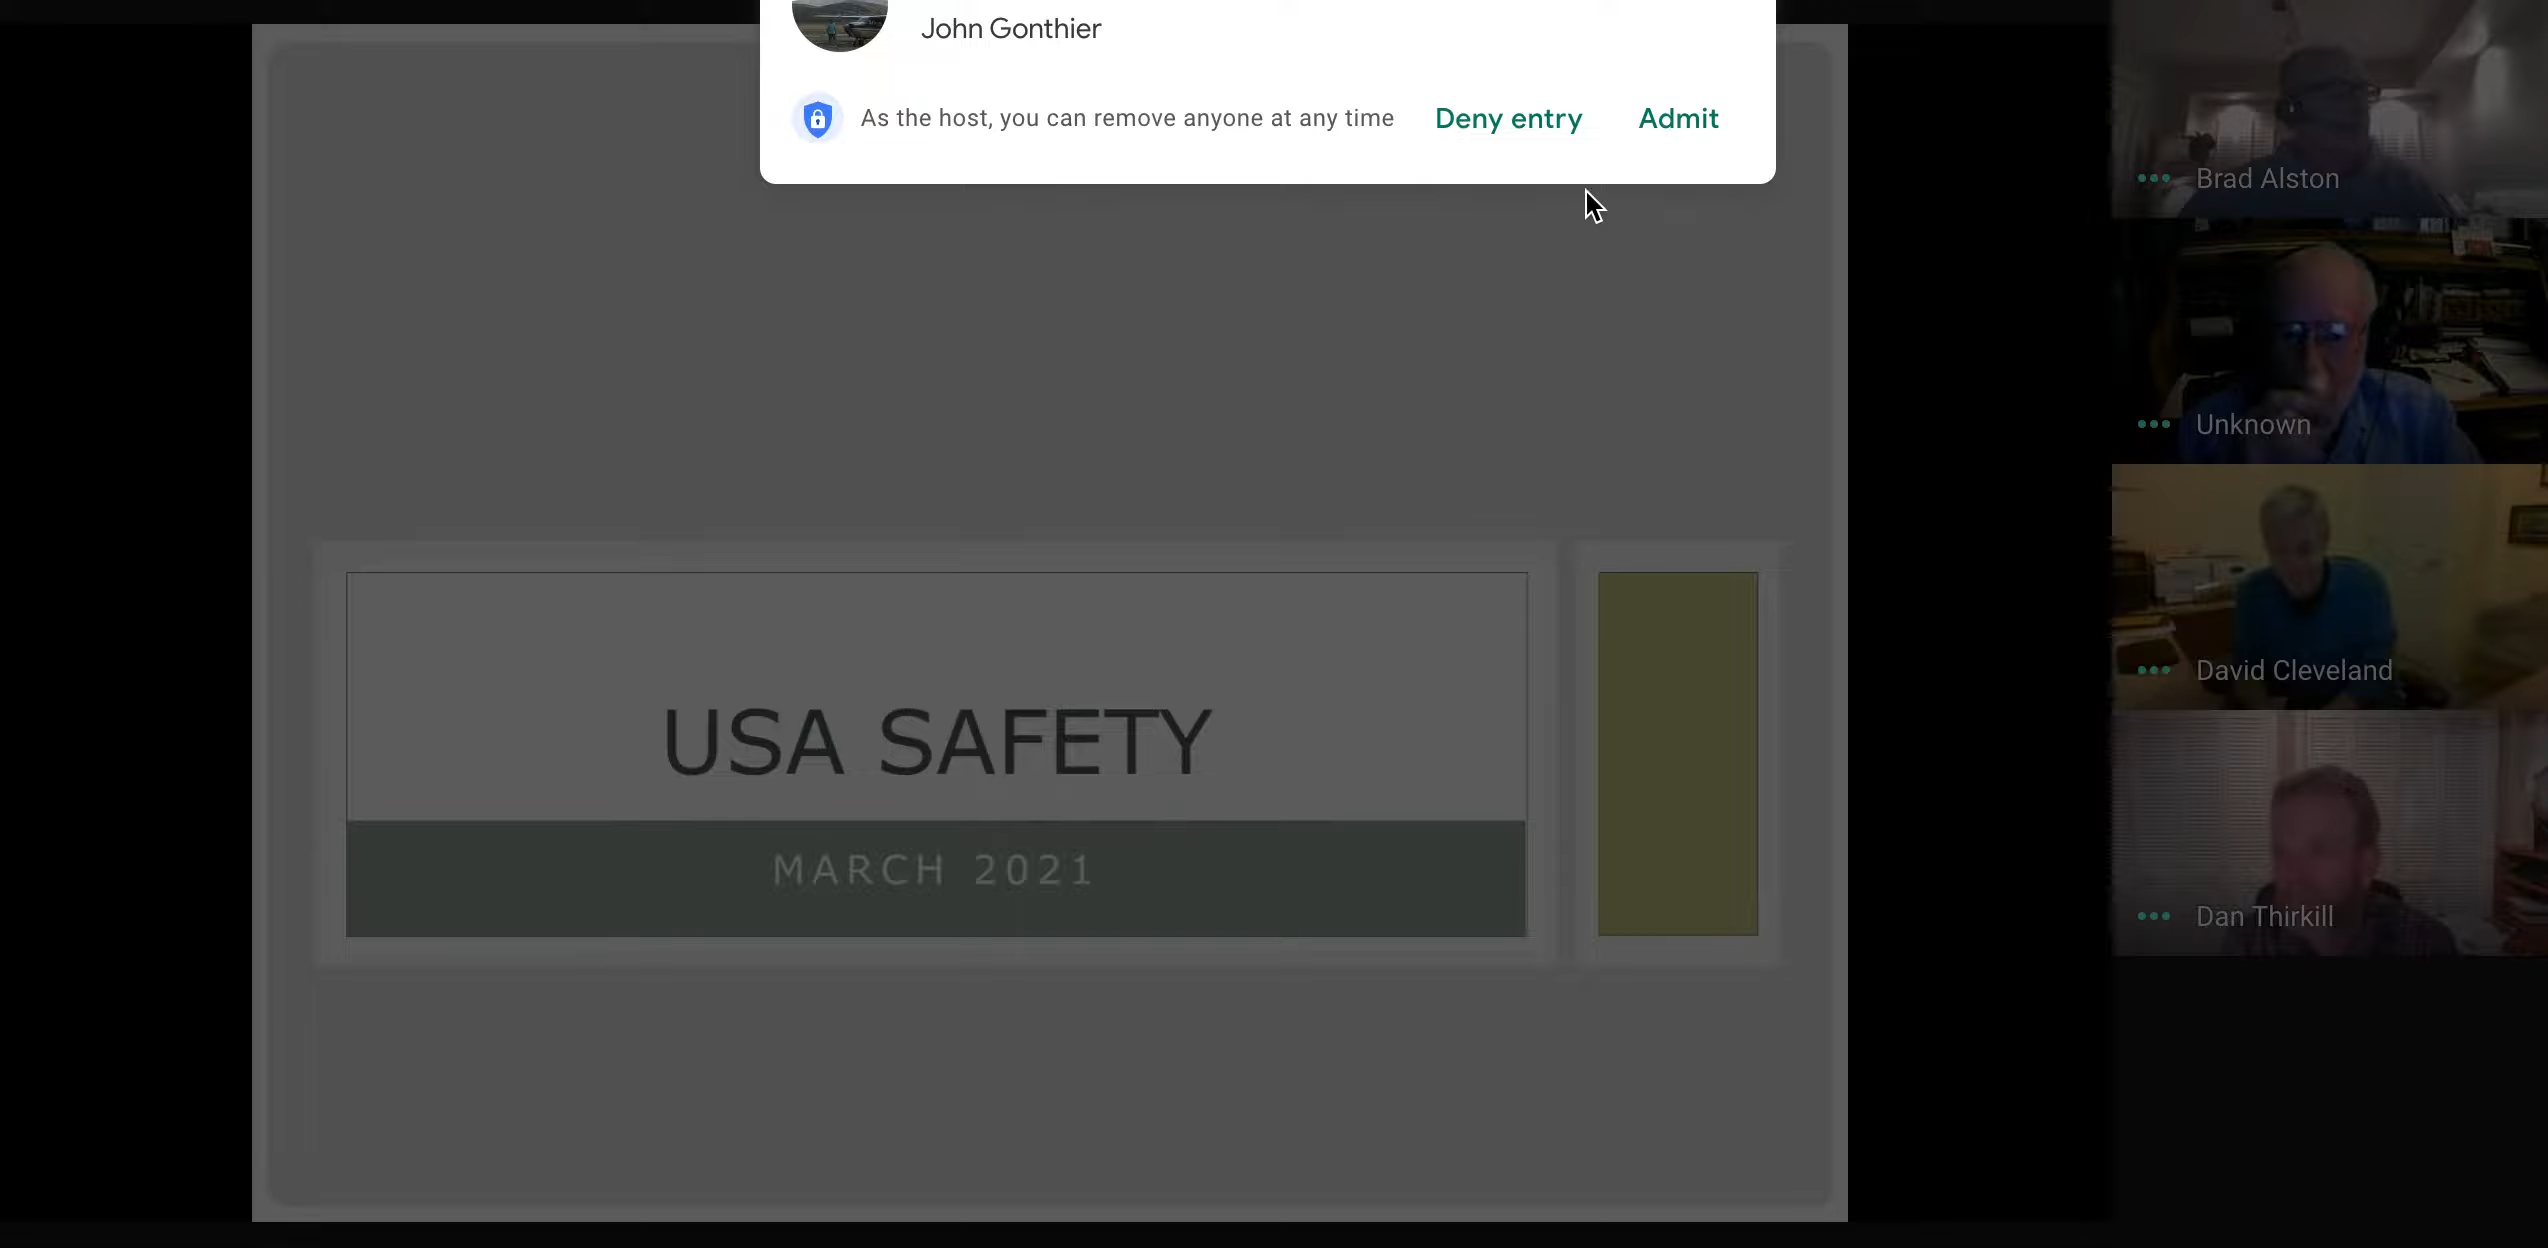 John Gonthier
As the host, you can remove anyone at any time
Deny entry
Admit
Brad Alston
Unknown
David Cleveland
Dan Thirkill
USA SAFETY
MARCH 2021